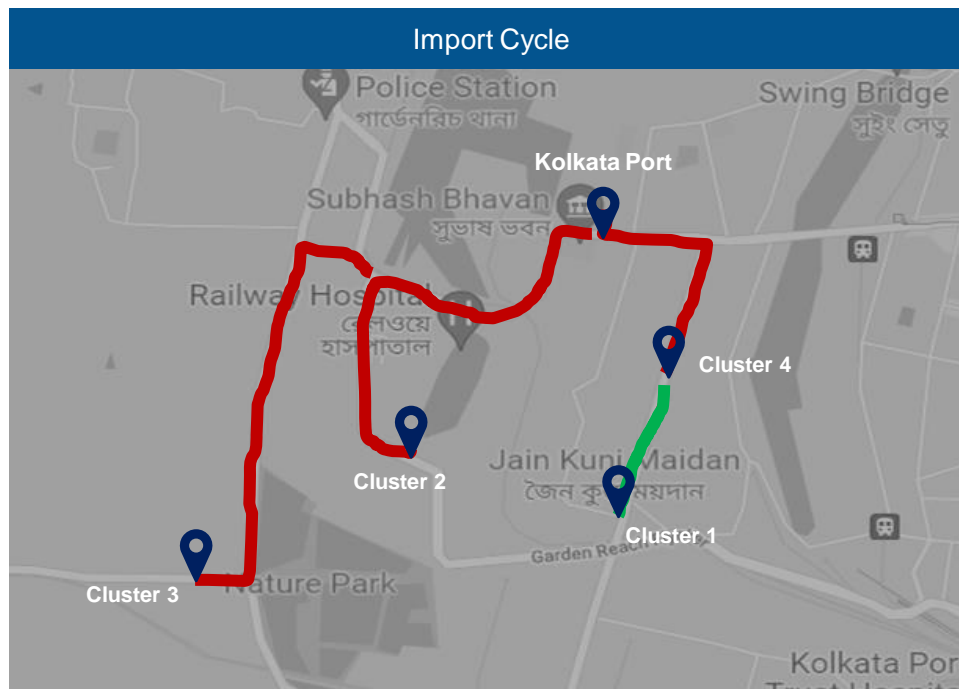 Import Cycle
Police Station
গার্ডেনরিচ থানা
Swing Bridge
সুইং সেতু
Kolkata Port
Subhash Bhavan
সুভাষ ভবন
Railway Hospital
রেলওয়ে
হাসপাতাল
Cluster 4
Cluster 2
Jain Kunj Maidan
জৈন
ময়দান
Cluster 1
Garden Reach
Cluster 3
Nature Park
Kolkata Por